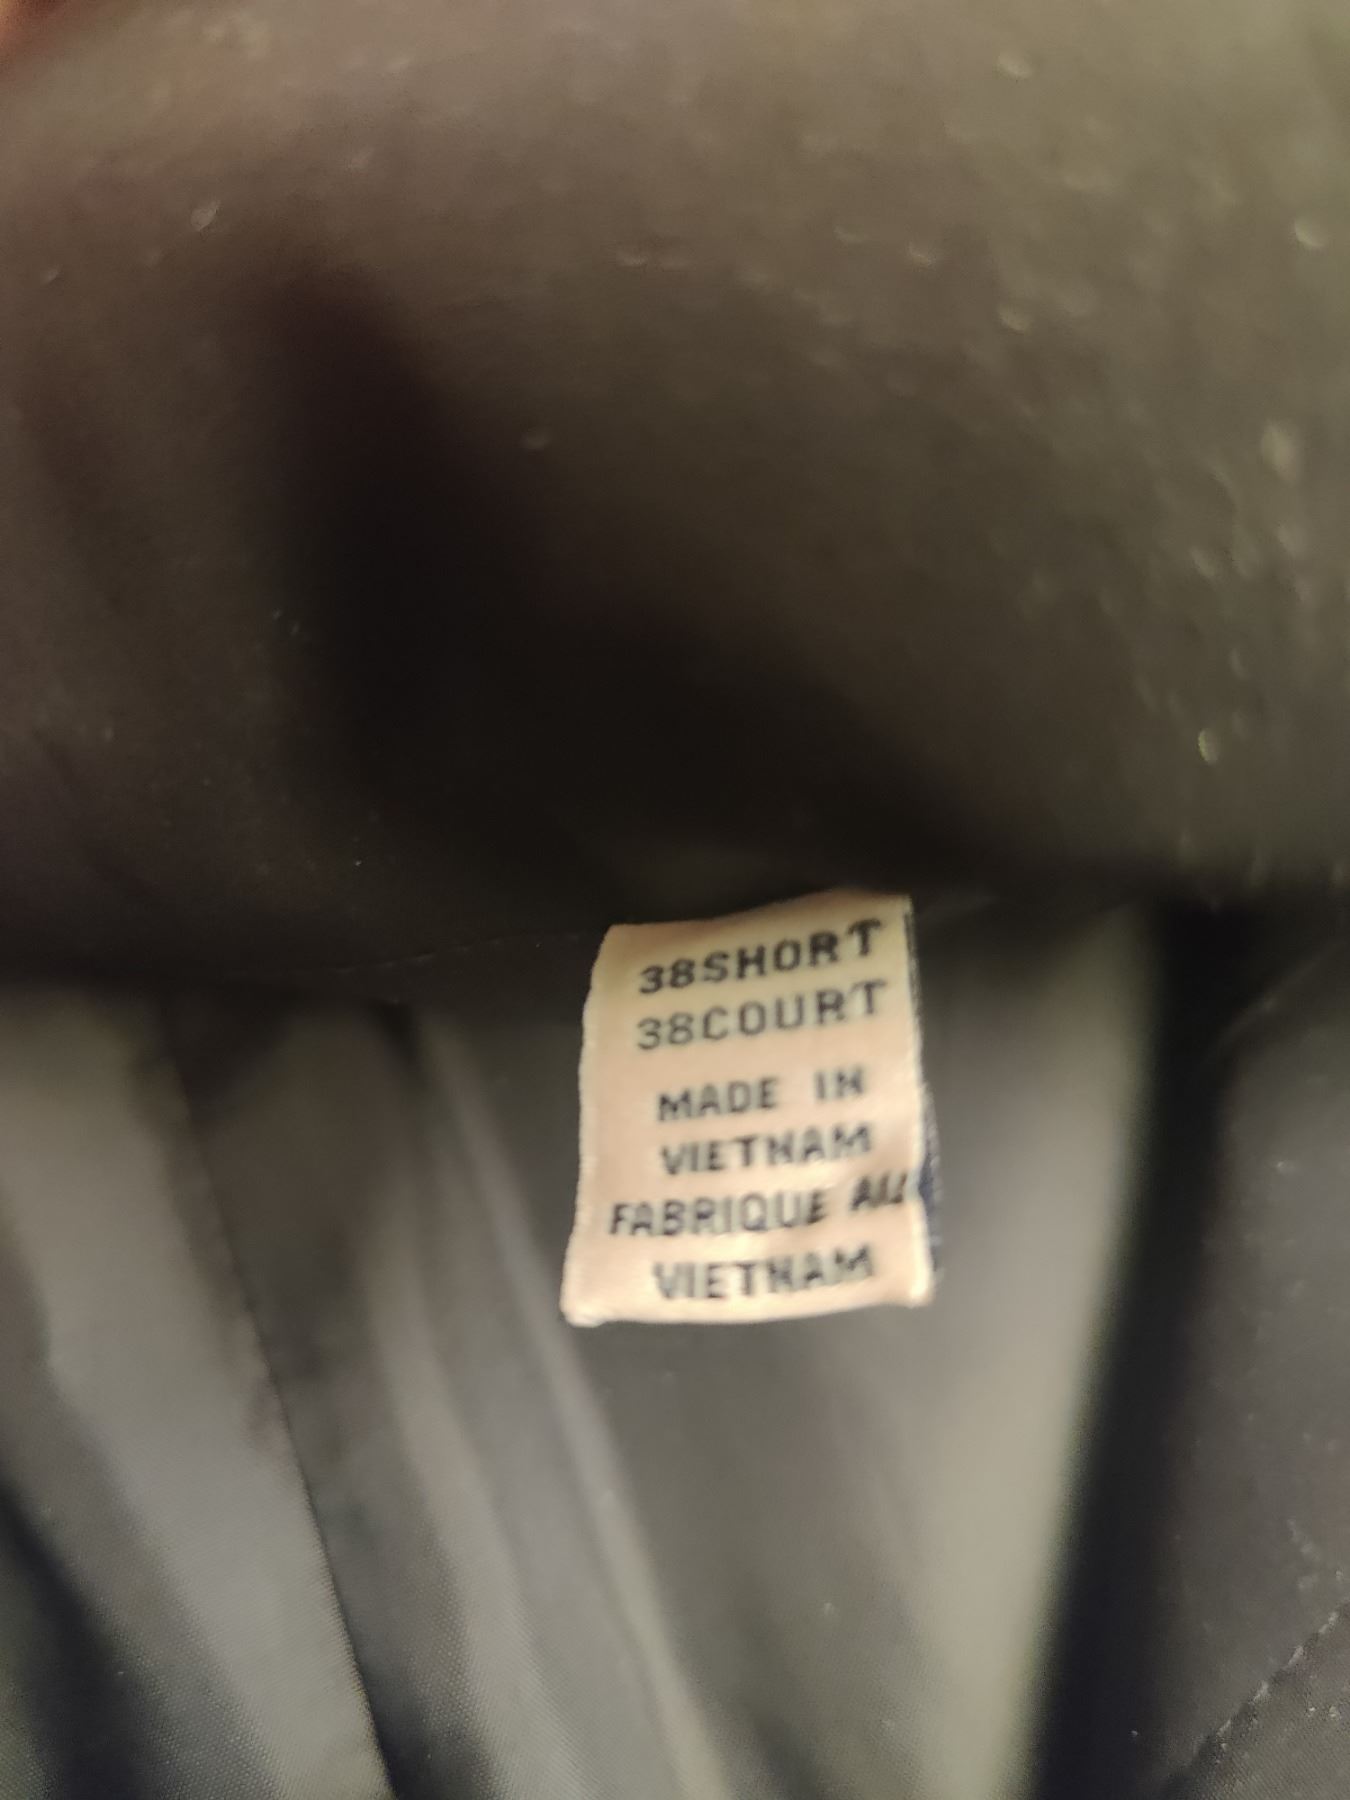 38SHORT
38COURT
MADE IN
VIETNAM
FABRIQUE AU
VIETNAM